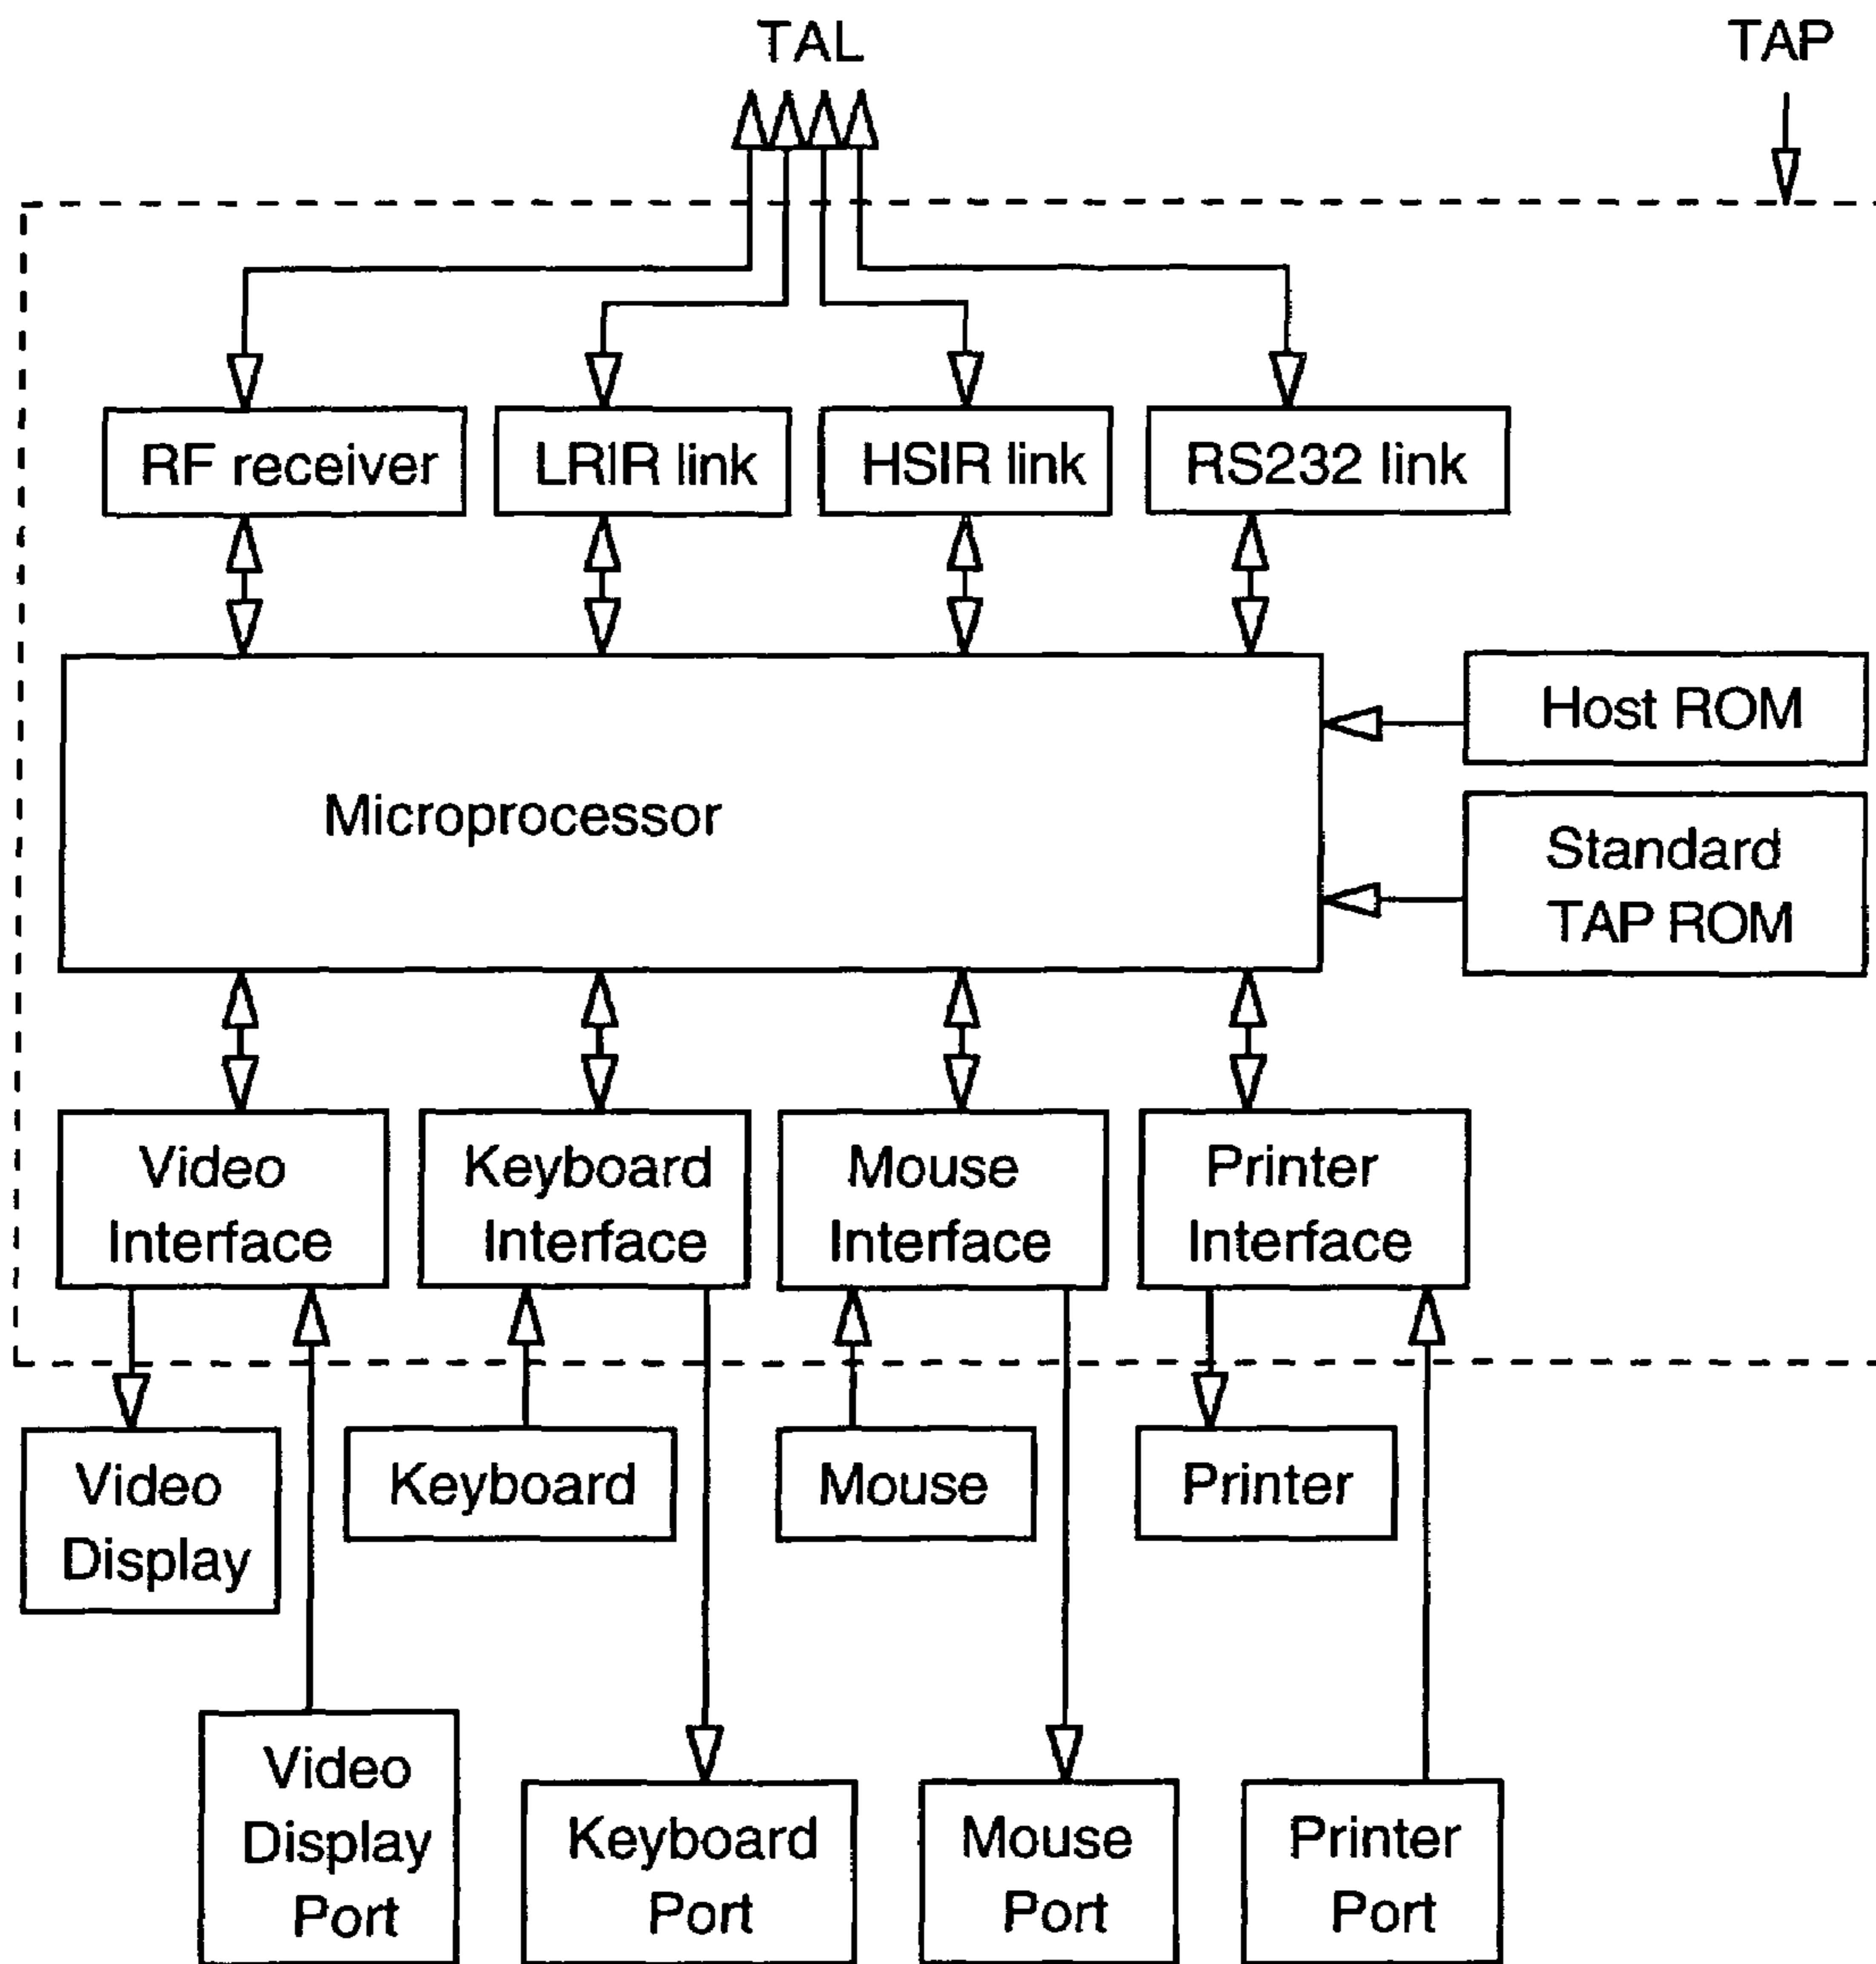 TAL
TAP
RF receiver
LRIR link
HSIR link
RS232 link
Host ROM
Microprocessor
Standard
TAP ROM
Video
Interface
Keyboard
Interface
Mouse
Interface
Printer
Interface
Video
Display
Keyboard
Mouse
Printer
Video
Display
Port
Keyboard
Port
Mouse
Port
Printer
Port